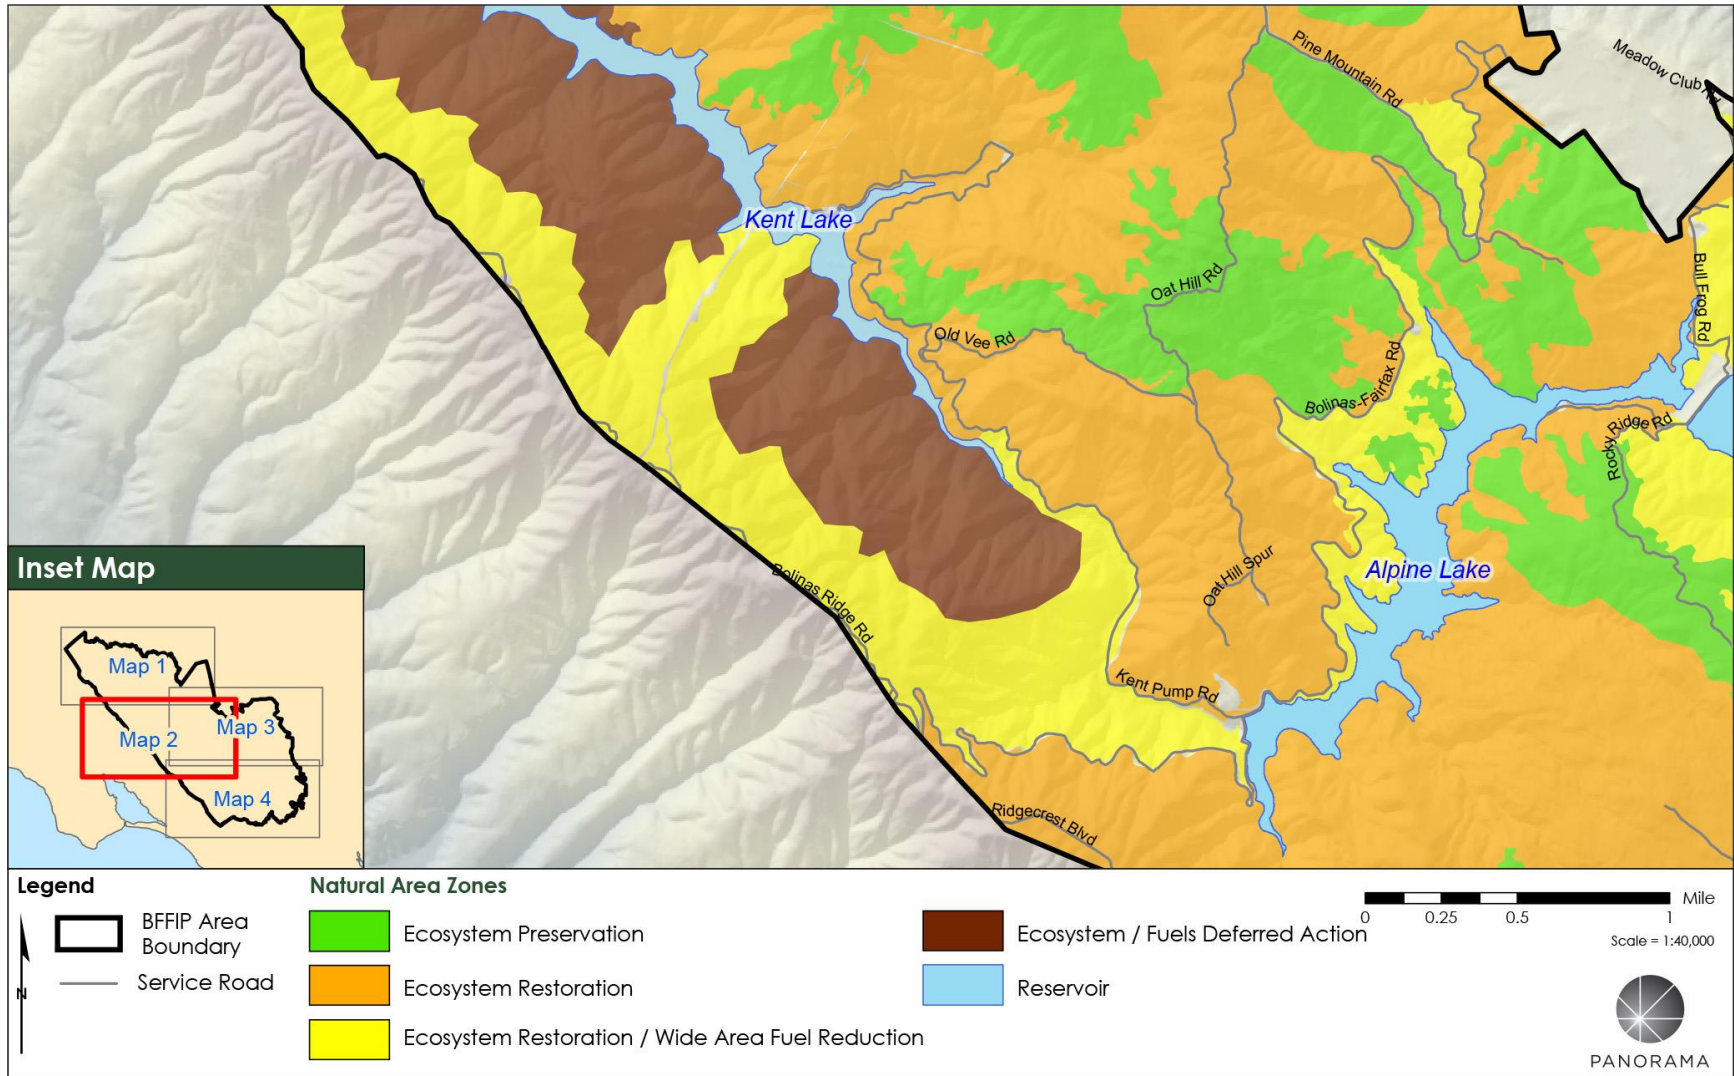 Pine Mountain Rd
Meadow Club Rd
Kent Lake
Oat Hill Rd
Bull Frog Rd
Old Vee Rd
Bolinas-Fairfax Rd
Rocky Ridge Rd
Oat Hill Spur
Alpine Lake
Bolinas Ridge Rd
Kent Pump Rd
Ridgecrest Blvd
Inset Map
Map 1
Map 2
Map 3
Map 4
Legend
BFFIP Area
Boundary
Service Road
N
Natural Area Zones
Ecosystem Preservation
Ecosystem Restoration
Ecosystem Restoration / Wide Area Fuel Reduction
Ecosystem / Fuels Deferred Action
Reservoir
Mile
0 0.25 0.5 1
Scale = 1:40,000
PANORAMA